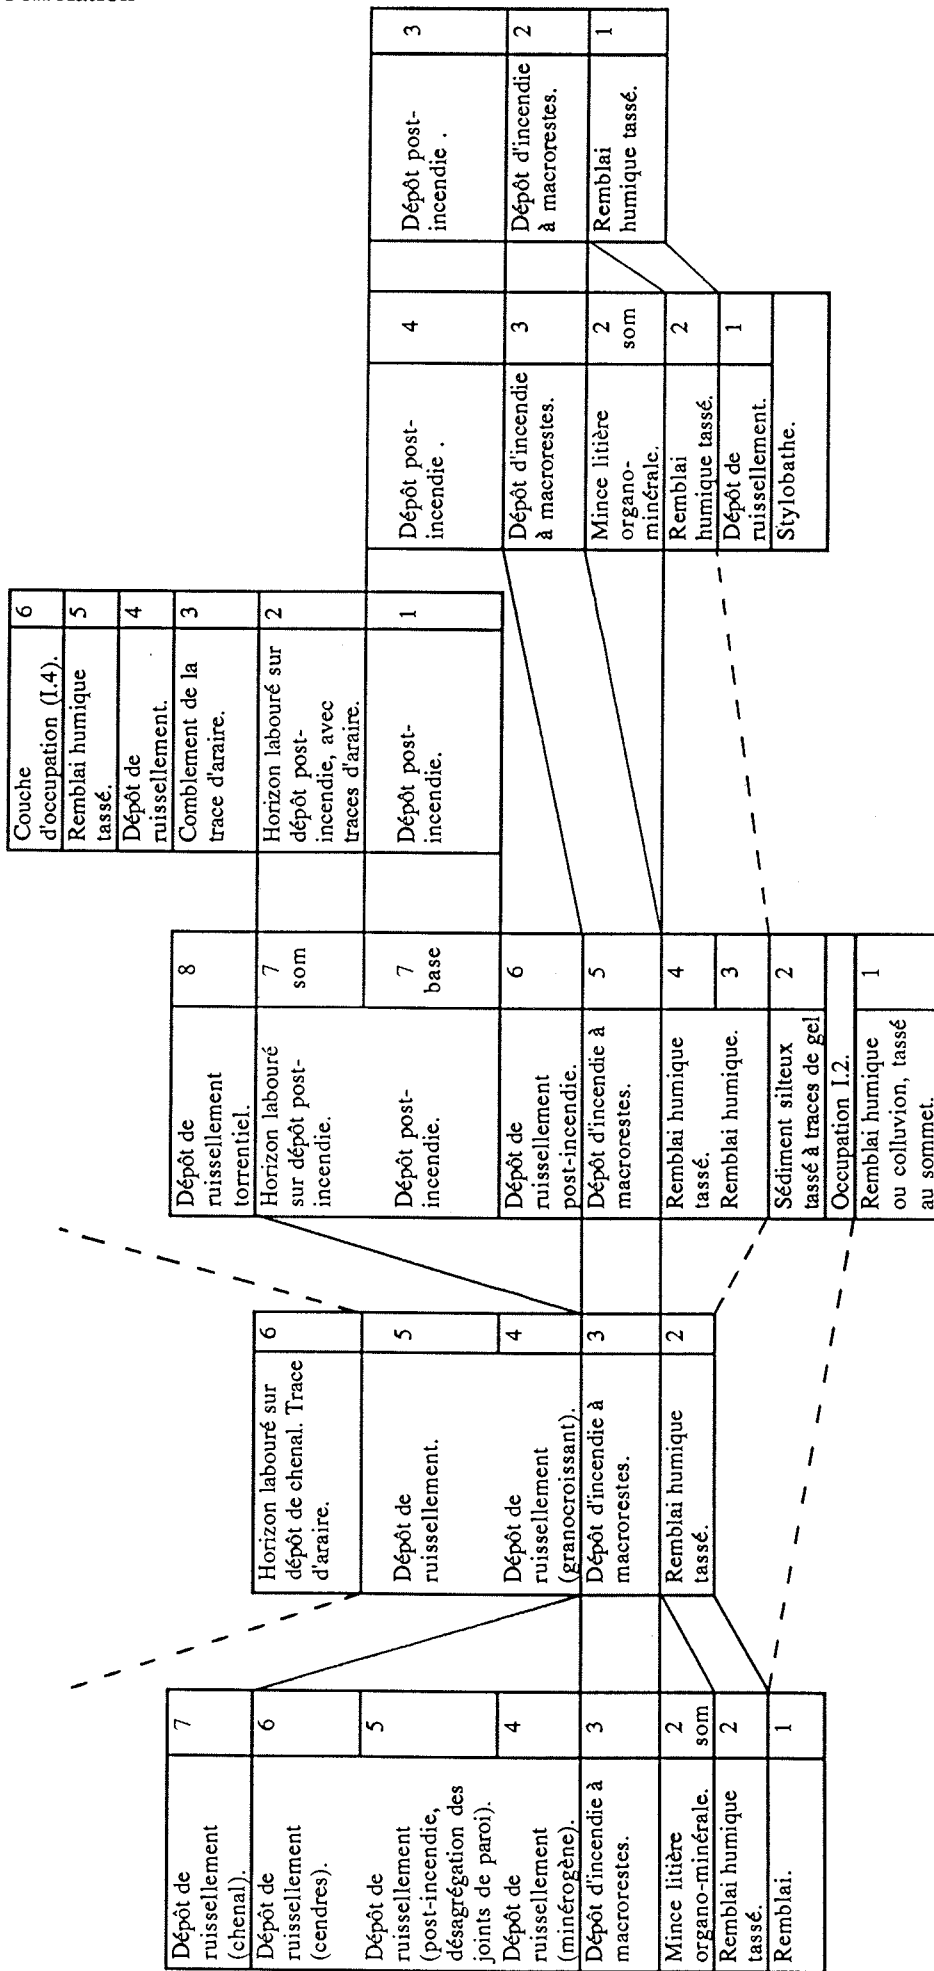 Dépôt de
ruissellement
(chenal).
7
Dépôt de
ruissellement
(cendres).
6
Dépôt de
ruissellement
(post-incendie,
désagrégation des
joints de paroi).
5
Dépôt de
ruissellement
(minérogène).
4
Dépôt d'incendie à
macrorestes.
3
Mince litière
organo-minérale.
2
som
Remblai humique
tassé.
2
Remblai.
1
Horizon labouré sur
dépôt de chenal. Trace
d'araire.
6
Dépôt de
ruissellement.
5
Dépôt de
ruissellement
(granocroissant).
4
Dépôt d'incendie à
macrorestes.
3
Remblai humique
tassé.
2
Dépôt de
ruissellement
torrentiel.
8
Horizon labouré
sur dépôt post-
incendie.
7
som
Dépôt post-
incendie.
7
base
Dépôt de
ruissellement
post-incendie.
6
Dépôt d'incendie à
macrorestes.
5
Remblai humique
tassé.
4
Remblai humique.
3
Sédiment silteux
tassé à traces de gel
2
Occupation I.2.
Remblai humique
ou colluvion, tassé
au sommet.
1
Couche
d'occupation (I.4).
6
Remblai humique
tassé.
5
Dépôt de
ruissellement.
4
Comblement de la
trace d'araire.
3
Horizon labouré sur
dépôt post-
incendie, avec
traces d'araire.
2
Dépôt post-
incendie.
1
Dépôt post-
incendie .
4
Dépôt d'incendie
à macrorestes.
3
Mince litière
organo-
minérale.
2
som
Remblai
humique tassé.
2
Dépôt de
ruissellement.
1
Stylobathe.
Dépôt post-
incendie .
3
Dépôt d'incendie
à macrorestes.
2
Remblai
humique tassé.
1